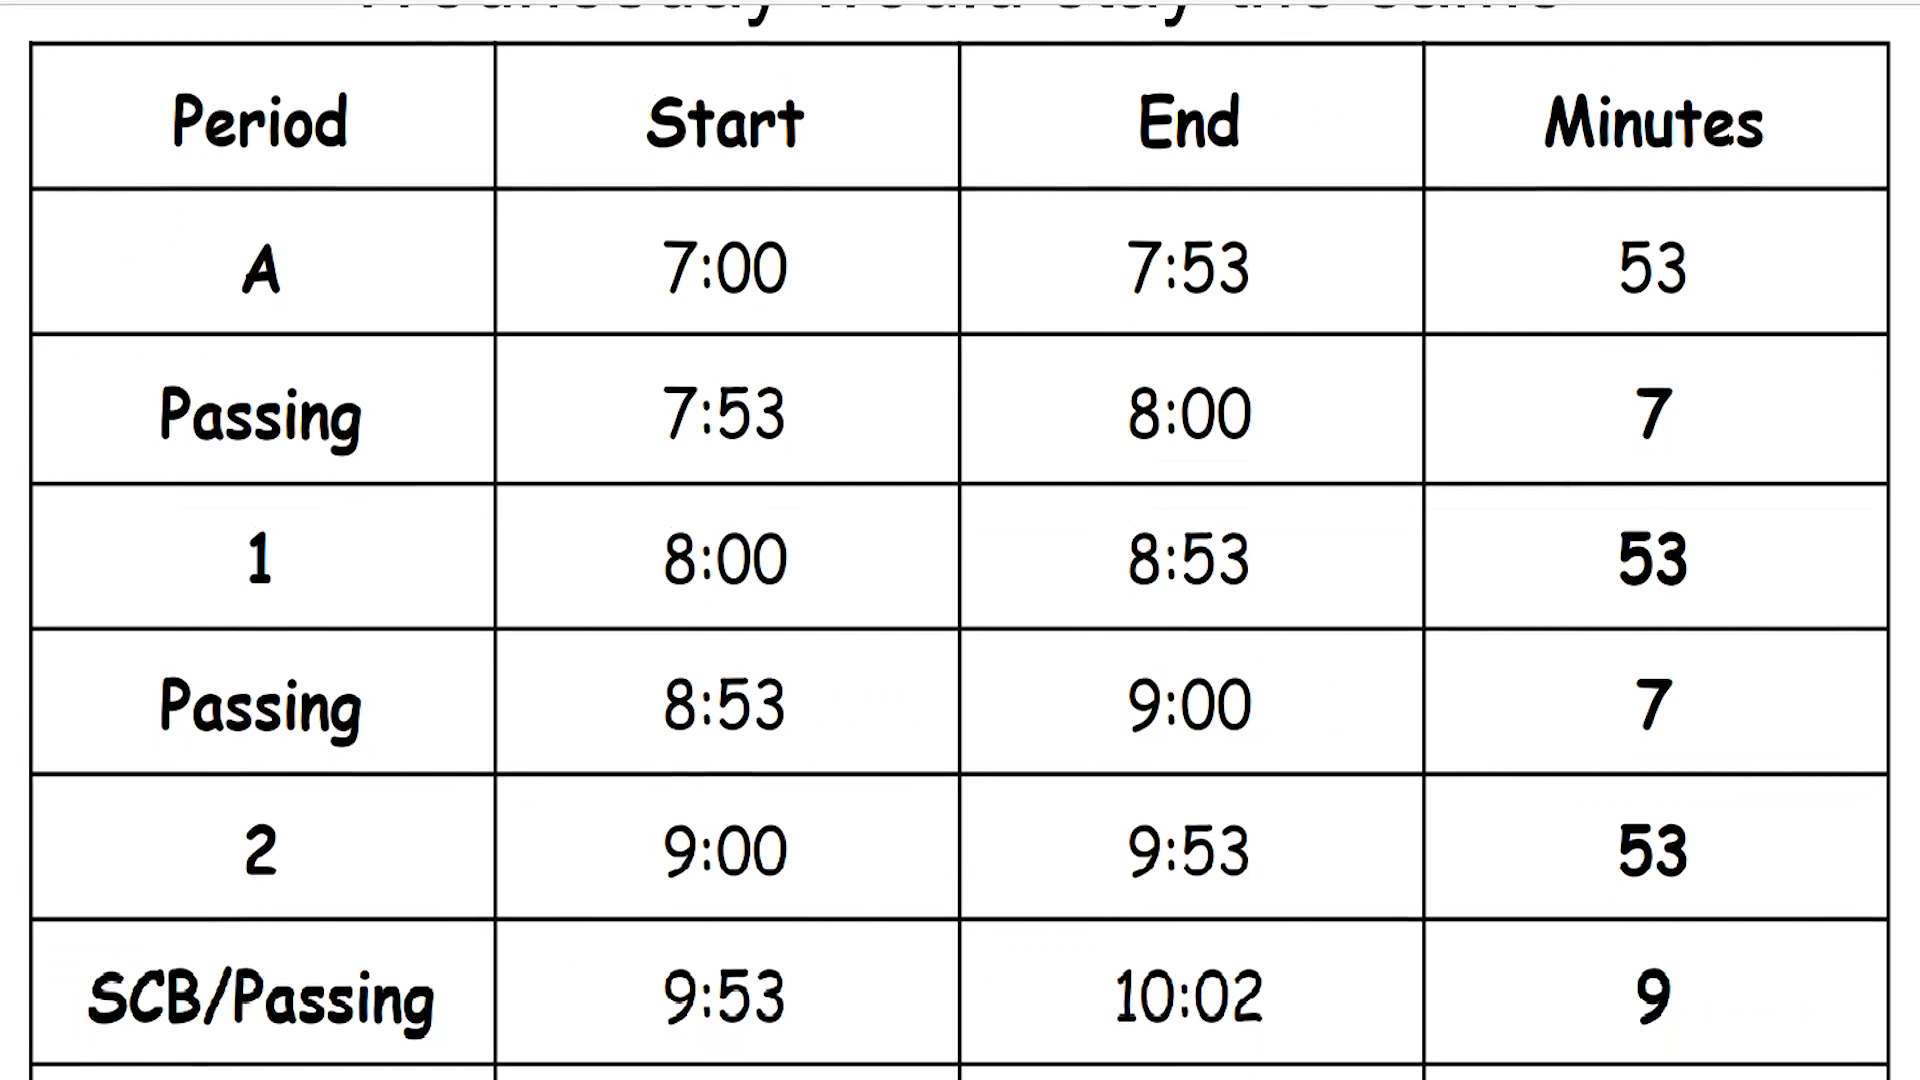 Period Start End Minutes
A 7:00 7:53 53
Passing 7:53 8:00 7
1 8:00 8:53 53
Passing 8:53 9:00 7
2 9:00 9:53 53
SCB/Passing 9:53 10:02 9